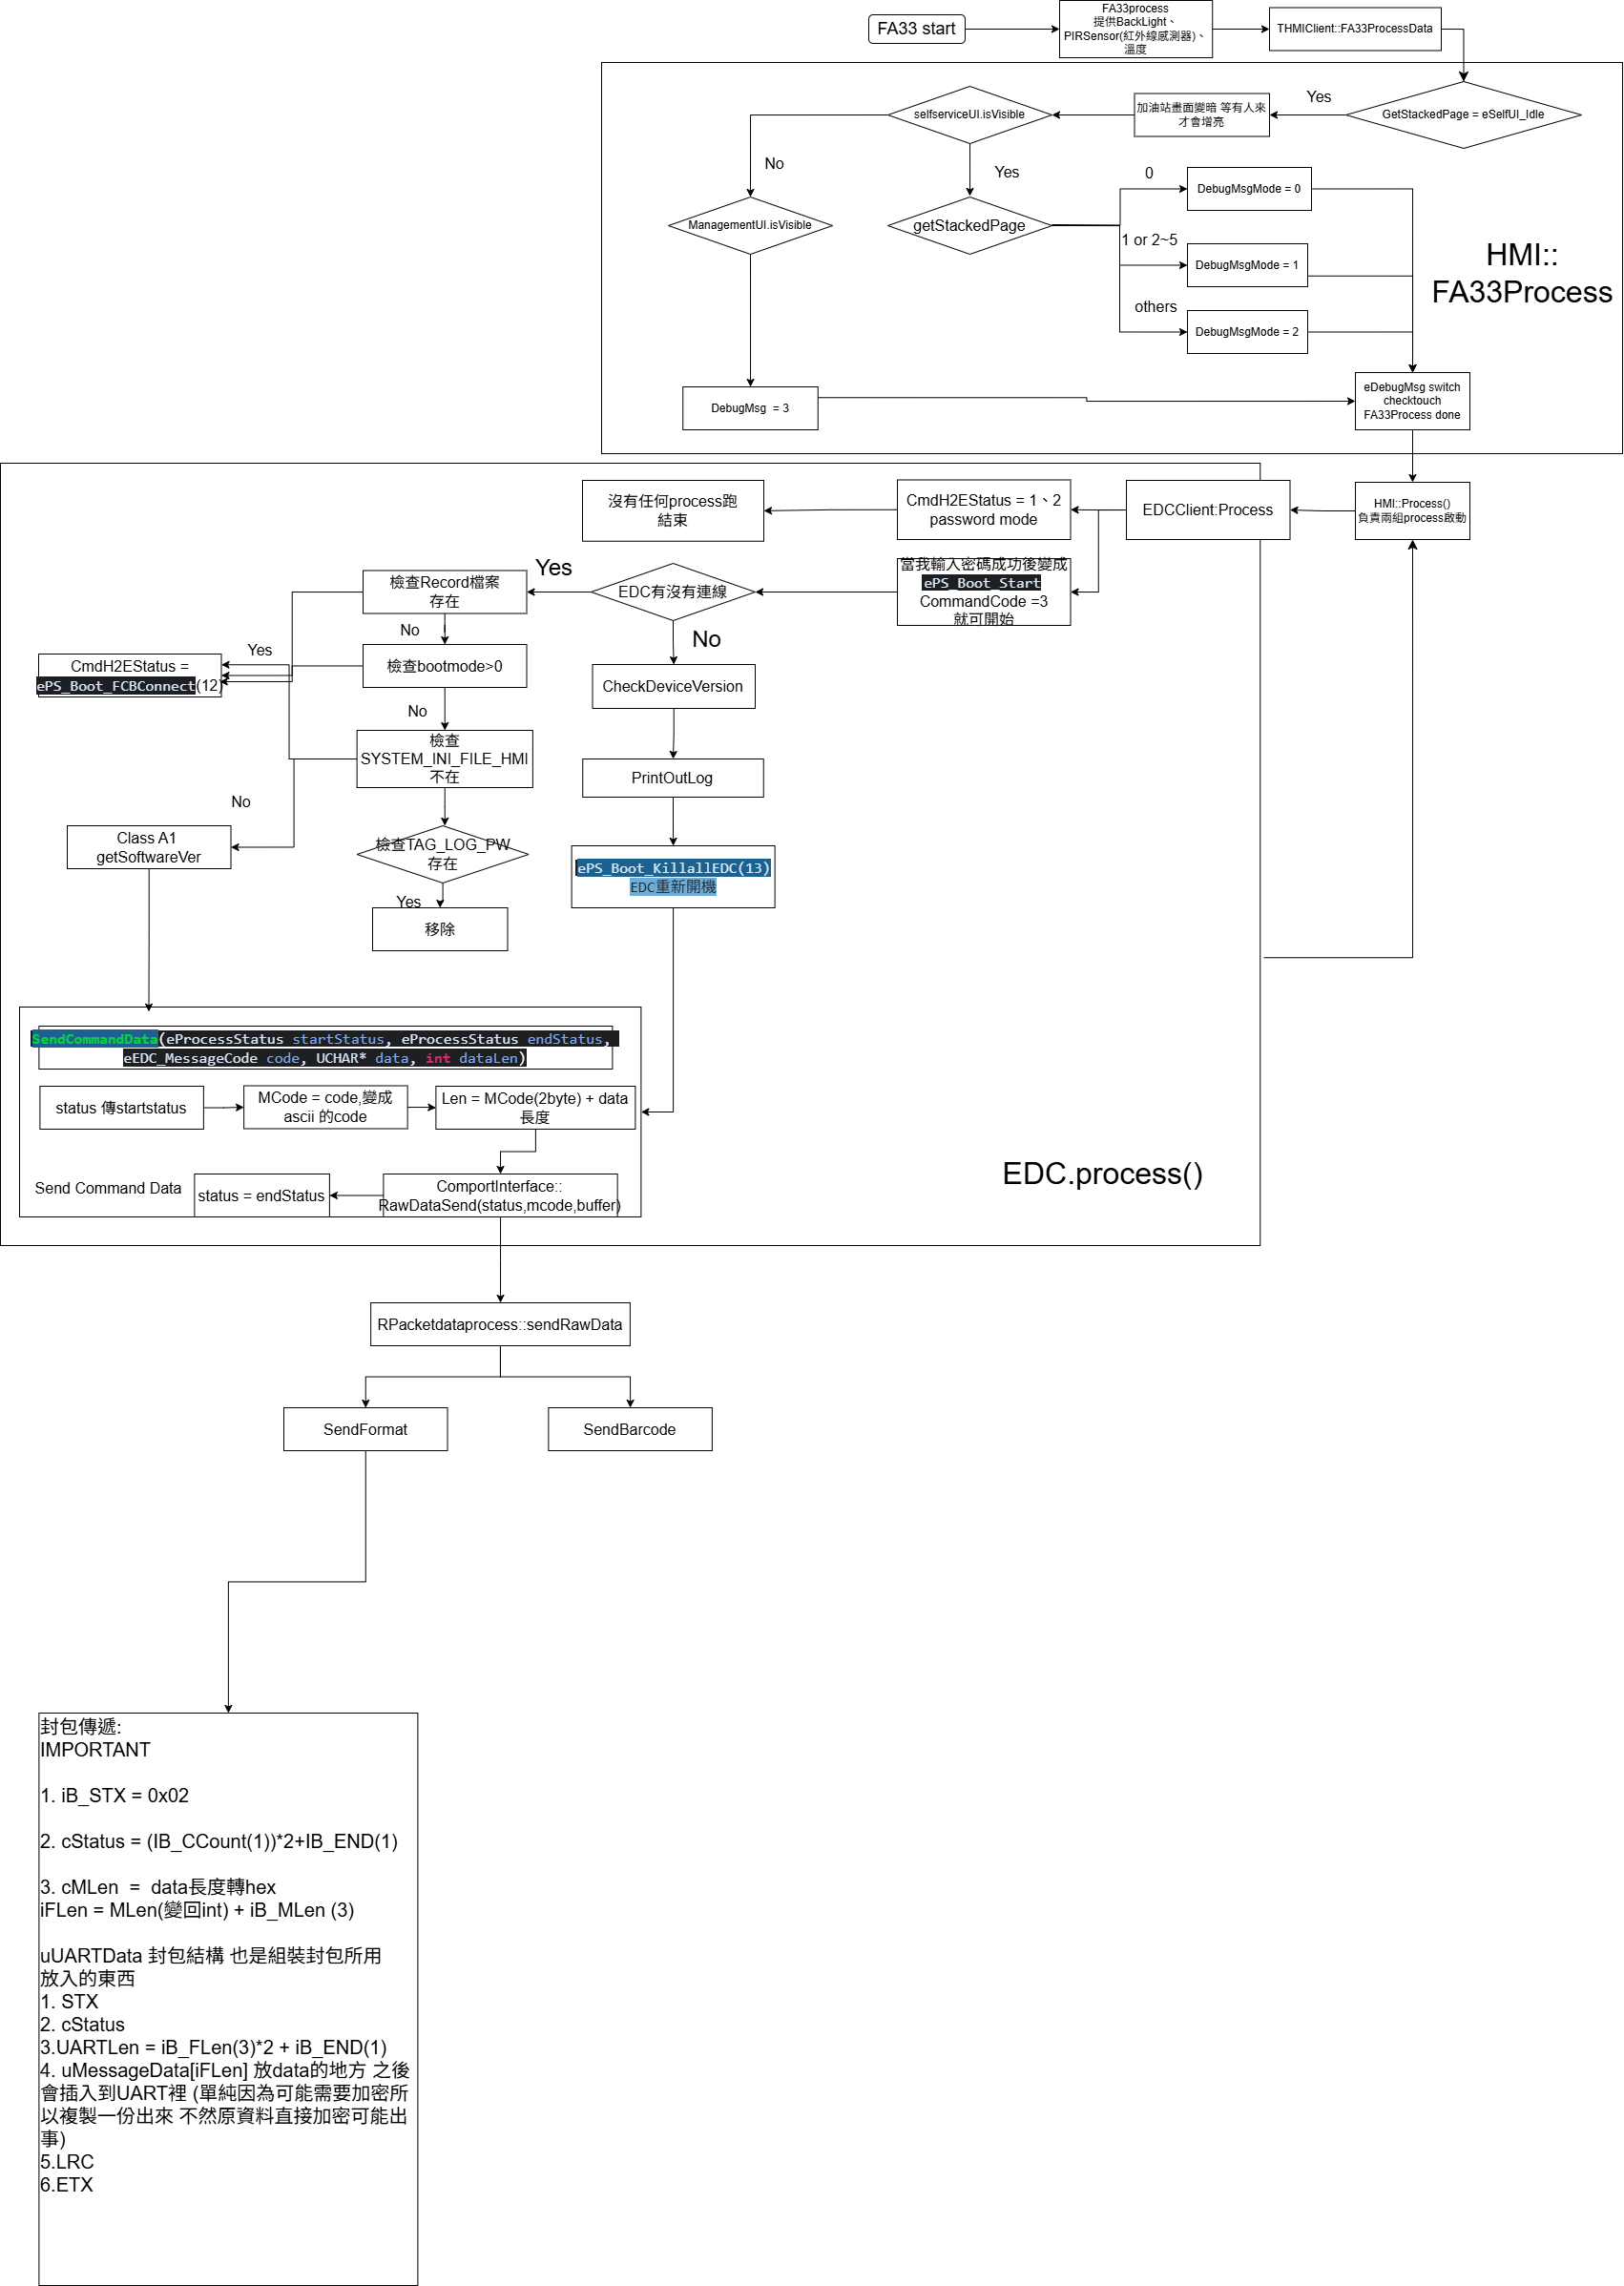 FA33 start
FA33process
提供BackLight、
PIRSensor(紅外線感測器)、
溫度
THMIClient::FA33ProcessData
GetStackedPage = eSelfUI_Idle
Yes
加油站畫面變暗 等有人來
才會增亮
selfserviceUI.isVisible
No
Yes
ManagementUI.isVisible
getStackedPage
0
DebugMsgMode = 0
1 or 2~5
DebugMsgMode = 1
others
DebugMsgMode = 2
HMI::
FA33Process
DebugMsg = 3
eDebugMsg switch
checktouch
FA33Process done
HMI::Process()
負責兩組process啟動
EDCClient:Process
CmdH2EStatus = 1、2
password mode
沒有任何process跑
結束
當我輸入密碼成功後變成
ePS_Boot_Start
CommandCode =3
就可開始
EDC有沒有連線
Yes
No
檢查Record檔案
存在
No
檢查bootmode>0
Yes
CmdH2EStatus =
ePS_Boot_FCBConnect(12)
No
檢查
SYSTEM_INI_FILE_HMI
不在
No
Class A1
getSoftwareVer
檢查TAG_LOG_PW
存在
Yes
移除
CheckDeviceVersion
PrintOutLog
ePS_Boot_KillallEDC(13)
EDC重新開機
SendCommandData(eProcessStatus startStatus, eProcessStatus endStatus,
eEDC_MessageCode code, UCHAR* data, int dataLen)
status 傳startstatus
MCode = code,變成
ascii 的code
Len = MCode(2byte) + data
長度
Send Command Data
status = endStatus
ComportInterface::
RawDataSend(status,mcode,buffer)
EDC.process()
RPacketdataprocess::sendRawData
SendFormat
SendBarcode
封包傳遞:
IMPORTANT
1. iB_STX = 0x02
2. cStatus = (IB_CCount(1))*2+IB_END(1)
3. cMLen = data長度轉hex
iFLen = MLen(變回int) + iB_MLen (3)
uUARTData 封包結構 也是組裝封包所用
放入的東西
1. STX
2. cStatus
3.UARTLen = iB_FLen(3)*2 + iB_END(1)
4. uMessageData[iFLen] 放data的地方 之後
會插入到UART裡 (單純因為可能需要加密所
以複製一份出來 不然原資料直接加密可能出
事)
5.LRC
6.ETX